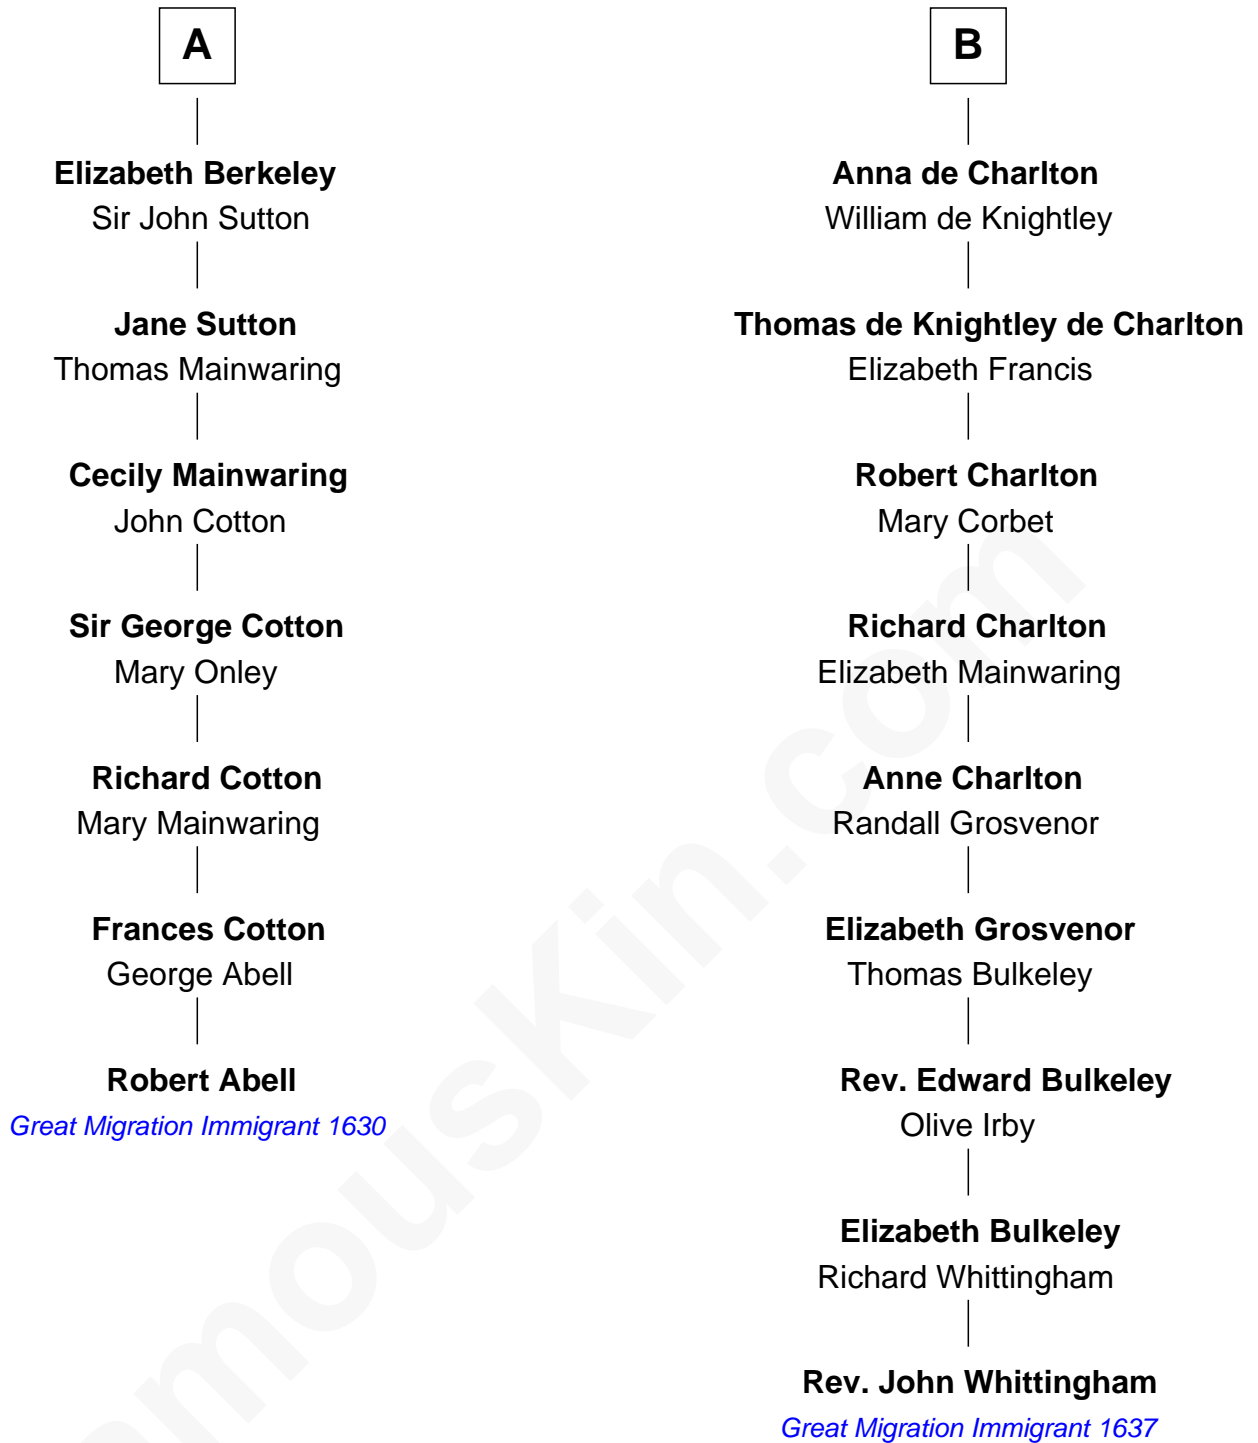 A
Elizabeth Berkeley
Sir John Sutton
Jane Sutton
Thomas Mainwaring
Cecily Mainwaring
John Cotton
Sir George Cotton
Mary Onley
Richard Cotton
Mary Mainwaring
Frances Cotton
George Abell
Robert Abell
Great Migration Immigrant 1630
B
Anna de Charlton
William de Knightley
Thomas de Knightley de Charlton
Elizabeth Francis
Robert Charlton
Mary Corbet
Richard Charlton
Elizabeth Mainwaring
Anne Charlton
Randall Grosvenor
Elizabeth Grosvenor
Thomas Bulkeley
Rev. Edward Bulkeley
Olive Irby
Elizabeth Bulkeley
Richard Whittingham
Rev. John Whittingham
Great Migration Immigrant 1637
amousKin.com